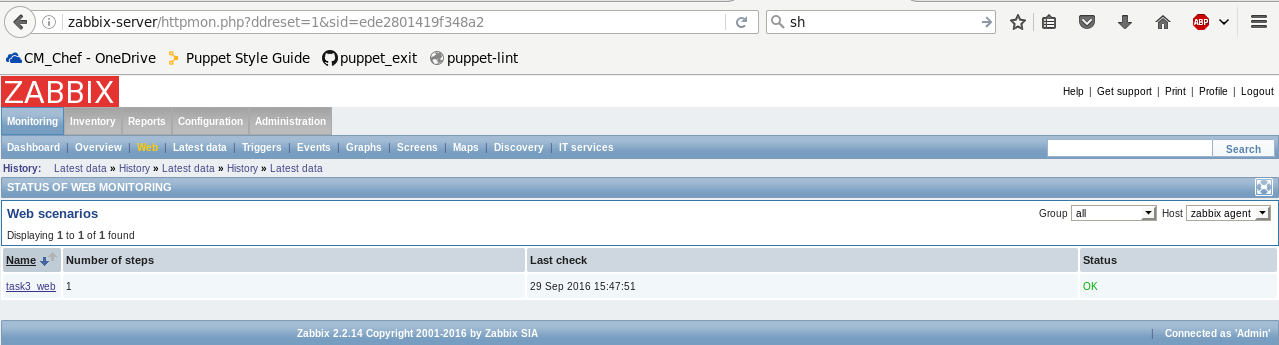 zabbix-server/httpmon.php?ddreset=1&sid=ede2801419f348a2 sh ABP
CM_Chef - OneDrive Puppet Style Guide puppet_exit puppet-lint
ZABBIX Help | Get support | Print | Profile | Logout
Monitoring Inventory Reports Configuration Administration
Dashboard | Overview | Web | Latest data | Triggers | Events | Graphs | Screens | Maps | Discovery | IT services Search
History: Latest data » History » Latest data » History » Latest data
STATUS OF WEB MONITORING
Web scenarios Group all Host zabbix agent
Displaying 1 to 1 of 1 found
Name Number of steps Last check Status
task3_web 1 29 Sep 2016 15:47:51 OK
Zabbix 2.2.14 Copyright 2001-2016 by Zabbix SIA | Connected as 'Admin'